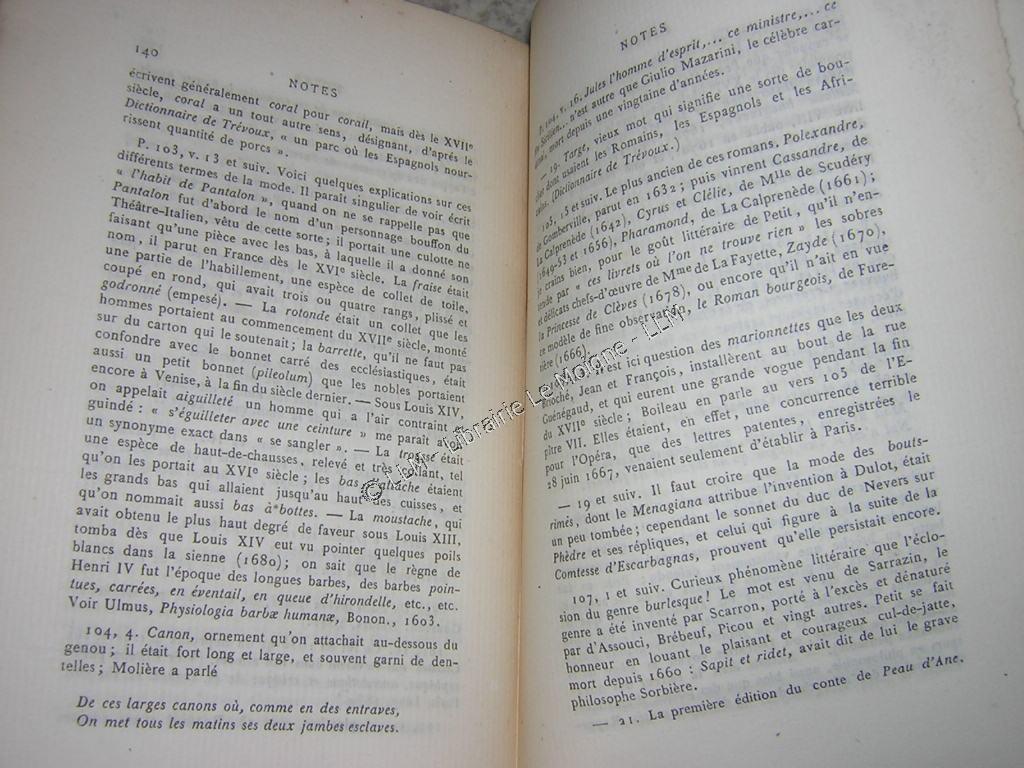 140
NOTES
écrivent généralement coral pour corail, mais dès le XVIIe
siècle, coral a un tout autre sens, désignant, d'après le
Dictionnaire de Trévoux, « un parc où les Espagnols nour-
rissent quantité de porcs ».
P. 103, v. 13 et suiv. Voici quelques explications sur ces
différents termes de la mode. Il paraît singulier de voir écrit
« l'habit de Pantalon », quand on ne se rappelle pas que
Pantalon fut d'abord le nom d'un personnage bouffon du
Théâtre-Italien, vêtu de cette sorte; il portait une culotte ne
faisant qu'une pièce avec les bas, à laquelle il a donné son
nom, il parut en France dès le XVIe siècle. La fraise était
une partie de l'habillement, une espèce de collet de toile,
coupé en rond, qui avait trois ou quatre rangs, plissé et
godronné (empesé). — La rotonde était un collet que les
hommes portaient au commencement du XVIIe siècle, monté
sur du carton qui le soutenait; la barrette, qu'il ne faut pas
confondre avec le bonnet carré des ecclésiastiques, était
aussi un petit bonnet (pileolum) que les nobles portaient
encore à Venise, à la fin du siècle dernier. — Sous Louis XIV,
on appelait aiguilleté un homme qui a l'air contraint et
guindé : « s'éguilleter avec une ceinture » me paraît
un synonyme exact dans « se sangler ». — La trousse était
une espèce de haut-de-chausses, relevé et très collant, tel
qu'on les portait au XVIe siècle; les bas étaient
les grands bas qui allaient jusqu'au haut des cuisses, et
qu'on nommait aussi bas à bottes. — La moustache, qui
avait obtenu le plus haut degré de faveur sous Louis XIII,
tomba dès que Louis XIV eut vu pointer quelques poils
blancs dans la sienne (1680); on sait que le règne de
Henri IV fut l'époque des longues barbes, des barbes poin-
tues, carrées, en éventail, en queue d'hirondelle, etc., etc.
Voir Ulmus, Physiologia barbæ humanæ, Bonon., 1603.
104, 4. Canon, ornement qu'on attachait au-dessous du
genou; il était fort long et large, et souvent garni de den-
telles; Molière a parlé
De ces larges canons où, comme en des entraves,
On met tous les matins ses deux jambes esclaves.
NOTES
P. 104, v. 16. Jules l'homme d'esprit,... ce ministre,... ce
Sicilien... n'est autre que Giulio Mazarini, le célèbre car-
dinal, mort depuis une vingtaine d'années.
— 19. Targe, vieux mot qui signifie une sorte de bou-
clier dont usaient les Romains, les Espagnols et les Afri-
cains. (Dictionnaire de Trévoux.)
105, 15 et suiv. Le plus ancien de ces romans, Polexandre,
de Gomberville, parut en 1632; puis vinrent Cassandre, de
La Calprenède (1642), Cyrus et Clélie, de Mlle de Scudéry
(1649-53 et 1656), Pharamond, de La Calprenède (1661);
je crains bien, pour le goût littéraire de Petit, qu'il n'en-
tende par « ces livrets où l'on ne trouve rien » les sobres
et délicats chefs-d'œuvre de Mme de La Fayette, Zayde (1670),
la Princesse de Clèves (1678), ou encore qu'il n'ait en vue
ce modèle de fine observation, le Roman bourgeois, de Fure-
tière (1666).
est ici question des marionnettes que les deux
Brioché, Jean et François, installèrent au bout de la rue
Guénégaud, et qui eurent une grande vogue pendant la fin
du XVIIe siècle; Boileau en parle au vers 105 de l'E-
pître VII. Elles étaient, en effet, une concurrence terrible
pour l'Opéra, que des lettres patentes, enregistrées le
28 juin 1667, venaient seulement d'établir à Paris.
— 19 et suiv. Il faut croire que la mode des bouts-
rimés, dont le Menagiana attribue l'invention à Dulot, était
un peu tombée; cependant le sonnet du duc de Nevers sur
Phèdre et ses répliques, et celui qui figure à la suite de la
Comtesse d'Escarbagnas, prouvent qu'elle persistait encore.
107, 1 et suiv. Curieux phénomène littéraire que l'éclo-
sion du genre burlesque! Le mot est venu de Sarrazin, le
genre a été inventé par Scarron, porté à l'excès et dénaturé
par d'Assouci, Brébeuf, Picou et vingt autres. Petit se fait
honneur en louant le plaisant et courageux cul-de-jatte,
mort depuis 1660 : Sapit et ridet, avait dit de lui le grave
philosophe Sorbière.
— 21. La première édition du conte de Peau d'Ane.
© LLM - Librairie Le Moigne - LLM